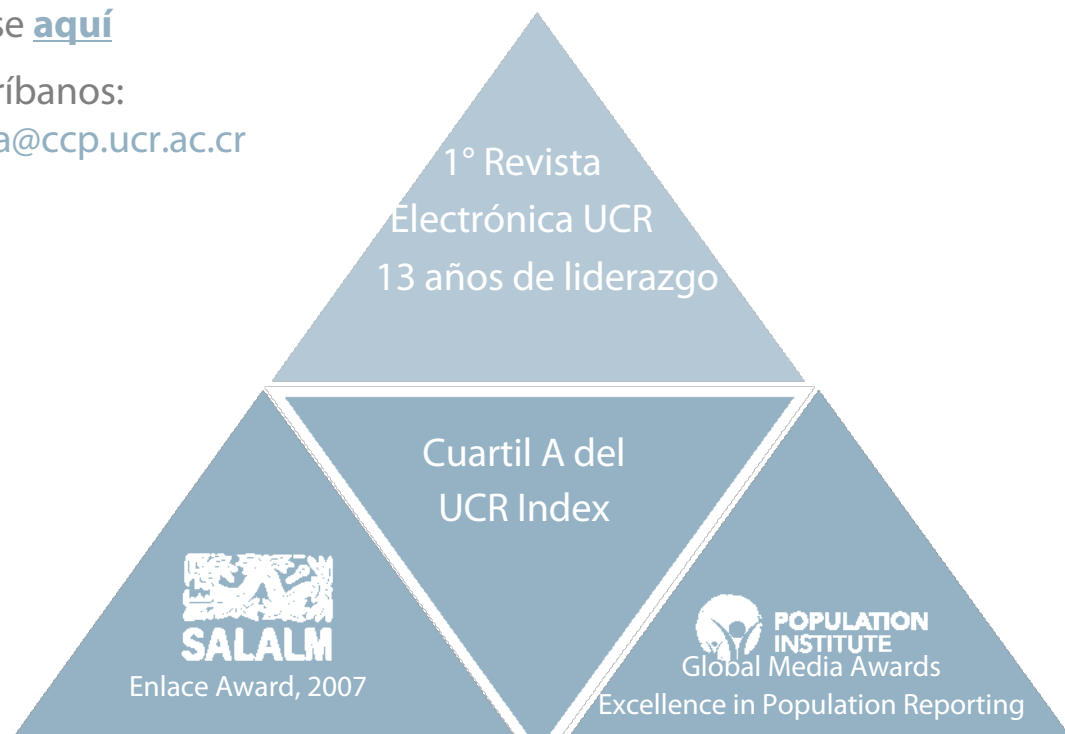 se aquí
ríbanos:
a@ccp.ucr.ac.cr
1° Revista
Electrónica UCR
13 años de liderazgo
Cuartil A del
UCR Index
SALALM
Enlace Award, 2007
POPULATION
INSTITUTE
Global Media Awards
Excellence in Population Reporting